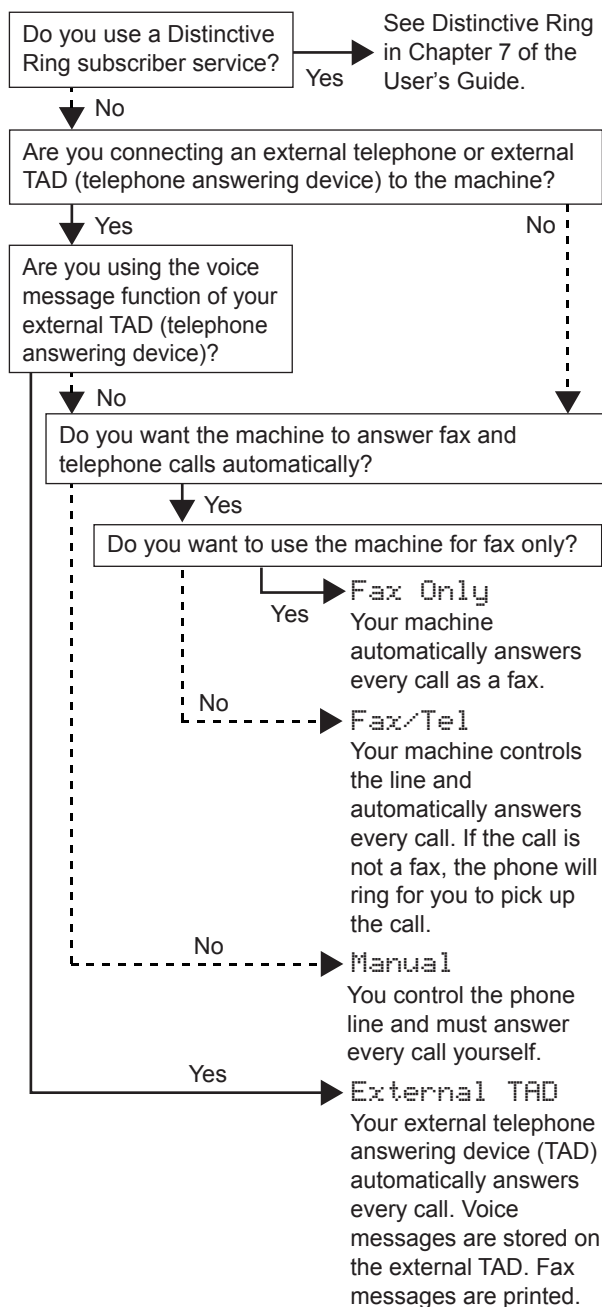 Do you use a Distinctive
Ring subscriber service?
Yes
See Distinctive Ring
in Chapter 7 of the
User's Guide.
No
Are you connecting an external telephone or external
TAD (telephone answering device) to the machine?
Yes
No
Are you using the voice
message function of your
external TAD (telephone
answering device)?
No
Do you want the machine to answer fax and
telephone calls automatically?
Yes
Do you want to use the machine for fax only?
Yes
Fax Only
Your machine
automatically answers
every call as a fax.
No
Fax/Tel
Your machine controls
the line and
automatically answers
every call. If the call is
not a fax, the phone will
ring for you to pick up
the call.
No
Manual
You control the phone
line and must answer
every call yourself.
Yes
External TAD
Your external telephone
answering device (TAD)
automatically answers
every call. Voice
messages are stored on
the external TAD. Fax
messages are printed.